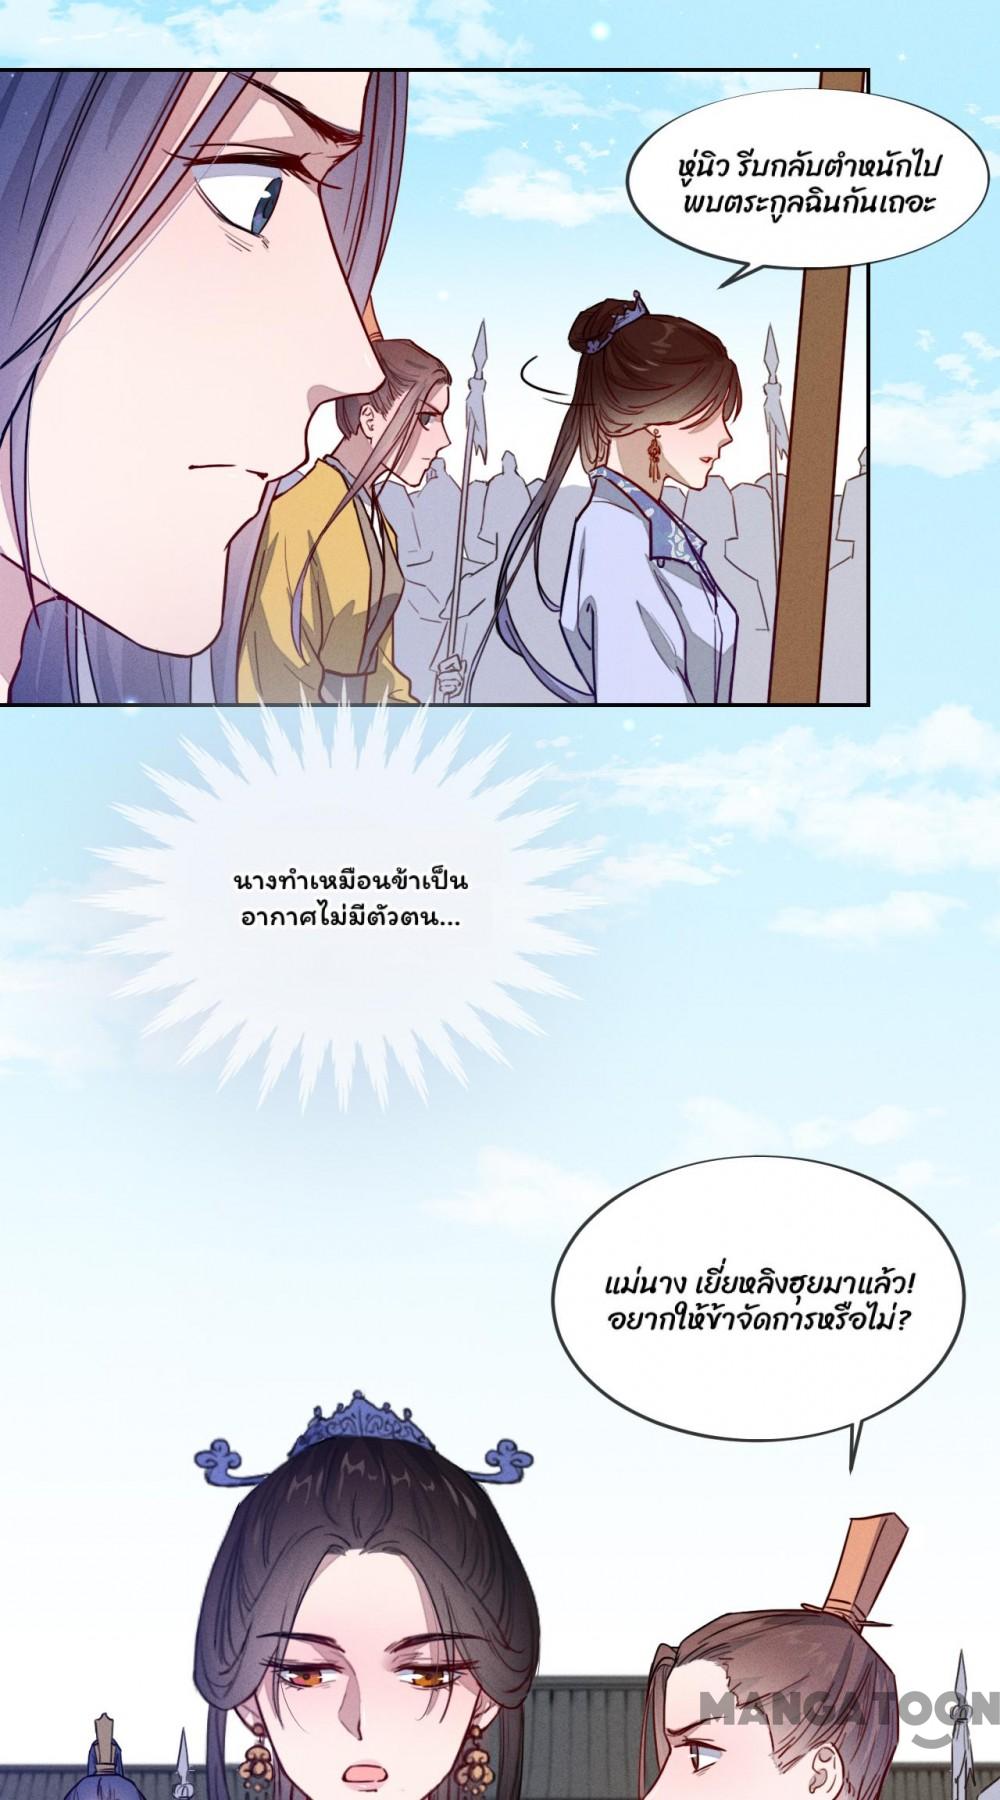 หู่นิว รีบกลับตำหนักไป
พบตระกูลฉินกันเถอะ
นางทำเหมือนข้าเป็น
อากาศไม่มีตัวตน...
แม่นาง เยี่ยหลิงฮุยมาแล้ว!
อยากให้ข้าจัดการหรือไม่?
MANGATOON